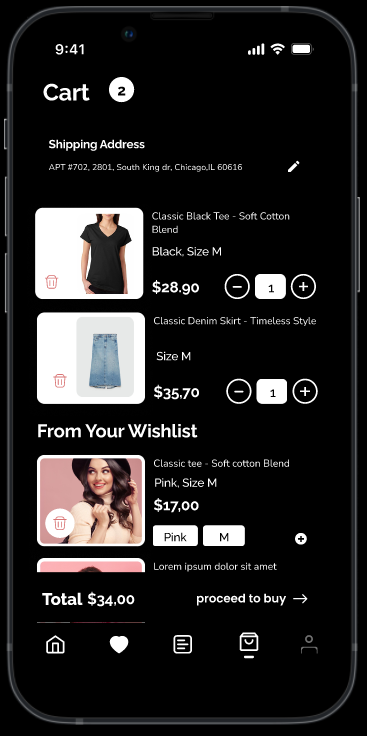 9:41
Cart 2
Shipping Address
APT #702, 2801, South King dr, Chicago,IL 60616
Classic Black Tee - Soft Cotton
Blend
Black, Size M
$28.90 1
Classic Denim Skirt - Timeless Style
Size M
$35,70 1
From Your Wishlist
Classic tee - Soft cotton Blend
Pink, Size M
$17,00
Pink M
Lorem ipsum dolor sit amet
Total $34,00 proceed to buy